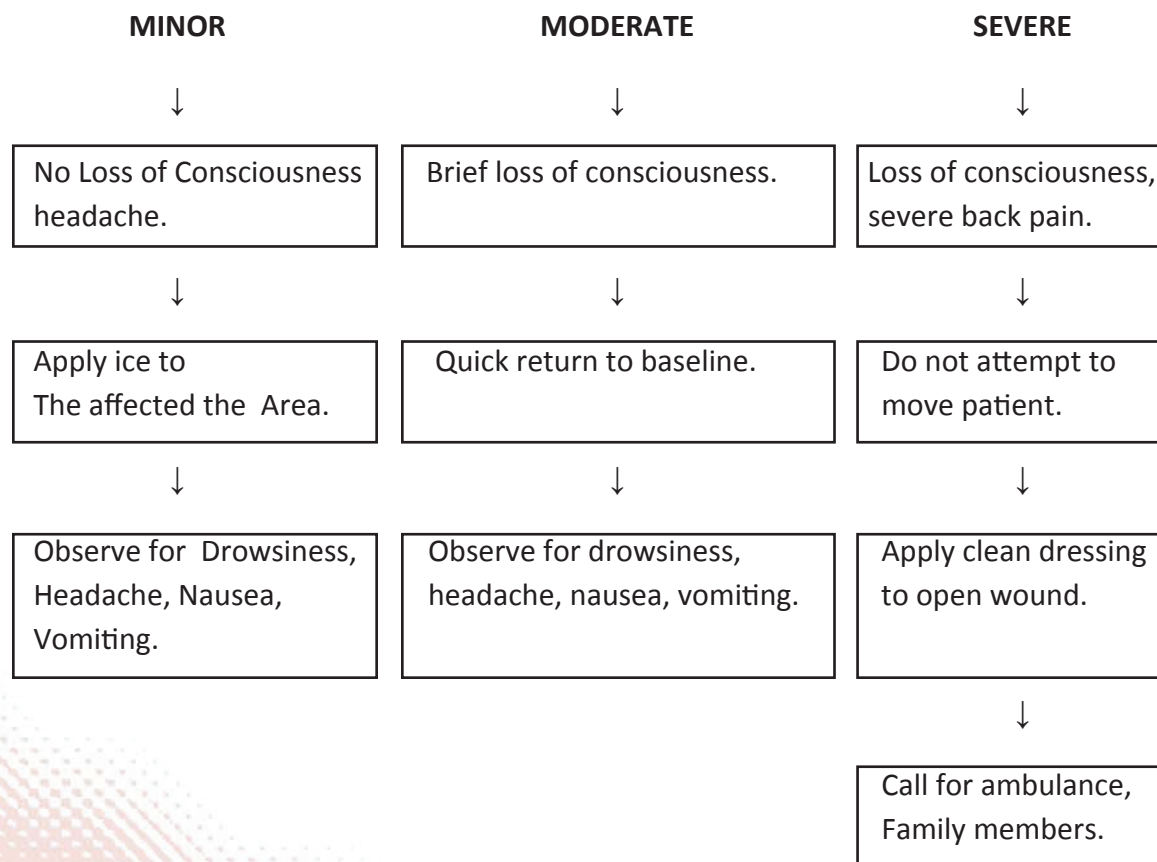 MINOR
MODERATE
SEVERE
↓
↓
↓
No Loss of Consciousness
headache.
Brief loss of consciousness.
Loss of consciousness,
severe back pain.
↓
↓
↓
Apply ice to
The affected the Area.
Quick return to baseline.
Do not attempt to
move patient.
↓
↓
↓
Observe for Drowsiness,
Headache, Nausea,
Vomiting.
Observe for drowsiness,
headache, nausea, vomiting.
Apply clean dressing
to open wound.
↓
Call for ambulance,
Family members.